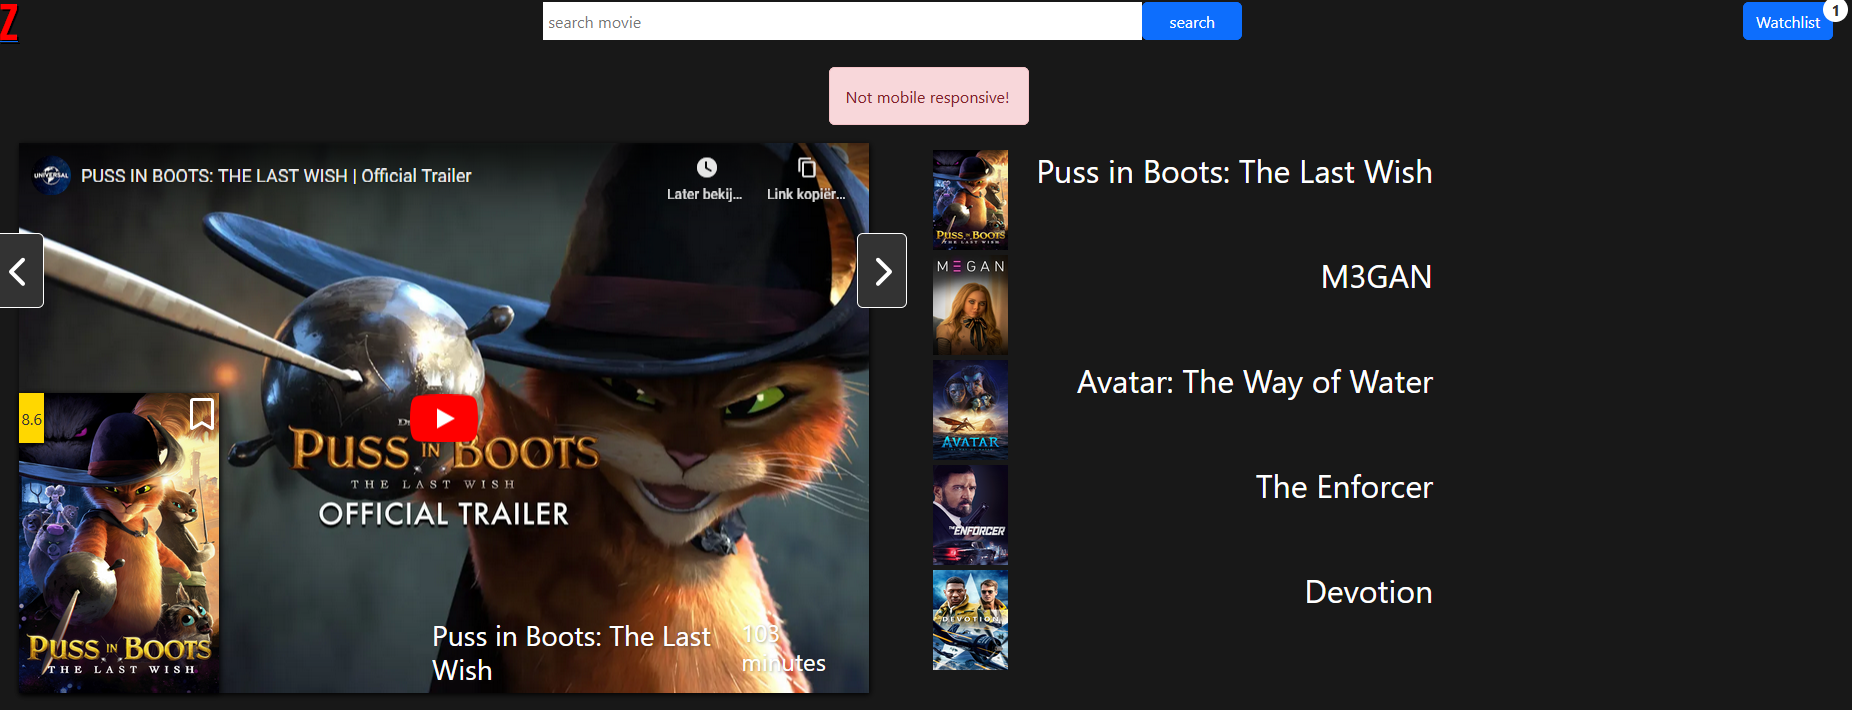 Z
search movie
search
Watchlist
1
Not mobile responsive!
UNIVERSAL
PUSS IN BOOTS: THE LAST WISH | Official Trailer
Later bekij...
Link kopiër...
8.6
PUSS IN BOOTS
THE LAST WISH
OFFICIAL TRAILER
PUSS IN BOOTS
THE LAST WISH
Puss in Boots: The Last
Wish
103
minutes
PUSS IN BOOTS
THE LAST WISH
Puss in Boots: The Last Wish
M3GAN
M3GAN
AVATAR
Avatar: The Way of Water
THE
ENFORCER
The Enforcer
DEVOTION
Devotion